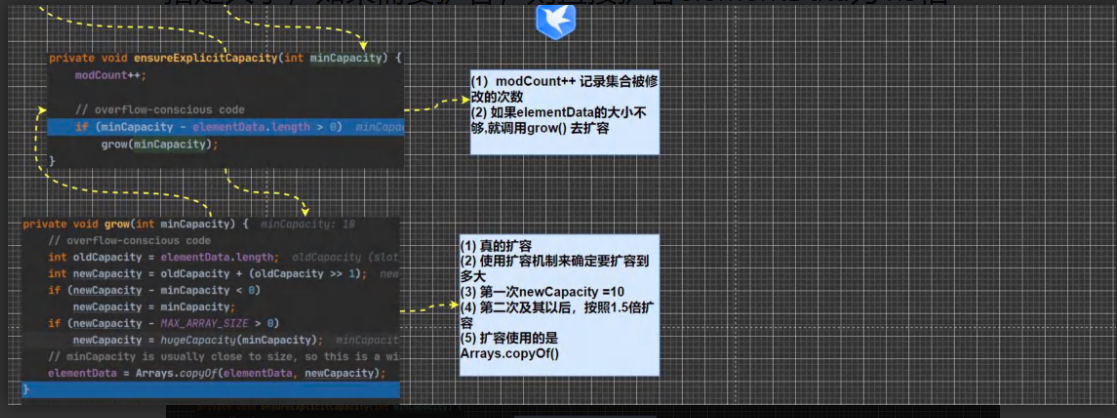 private void ensureExplicitCapacity(int minCapacity) {
modCount++;
// overflow-conscious code
if (minCapacity - elementData.length > 0) minCapa
grow(minCapacity);
}
(1) modCount++ 记录集合被修
改的次数
(2) 如果elementData的大小不
够,就调用grow() 去扩容
private void grow(int minCapacity) { minCapacity: 10
// overflow-conscious code
int oldCapacity = elementData.length; oldCapacity (slot
int newCapacity = oldCapacity + (oldCapacity >> 1); new
if (newCapacity - minCapacity < 0)
newCapacity = minCapacity;
if (newCapacity - MAX_ARRAY_SIZE > 0)
newCapacity = hugeCapacity(minCapacity); minCapacit
// minCapacity is usually close to size, so this is a wi
elementData = Arrays.copyOf(elementData, newCapacity);
}
(1) 真的扩容
(2) 使用扩容机制来确定要扩容到
多大
(3) 第一次newCapacity =10
(4) 第二次及其以后，按照1.5倍扩
容
(5) 扩容使用的是
Arrays.copyOf()